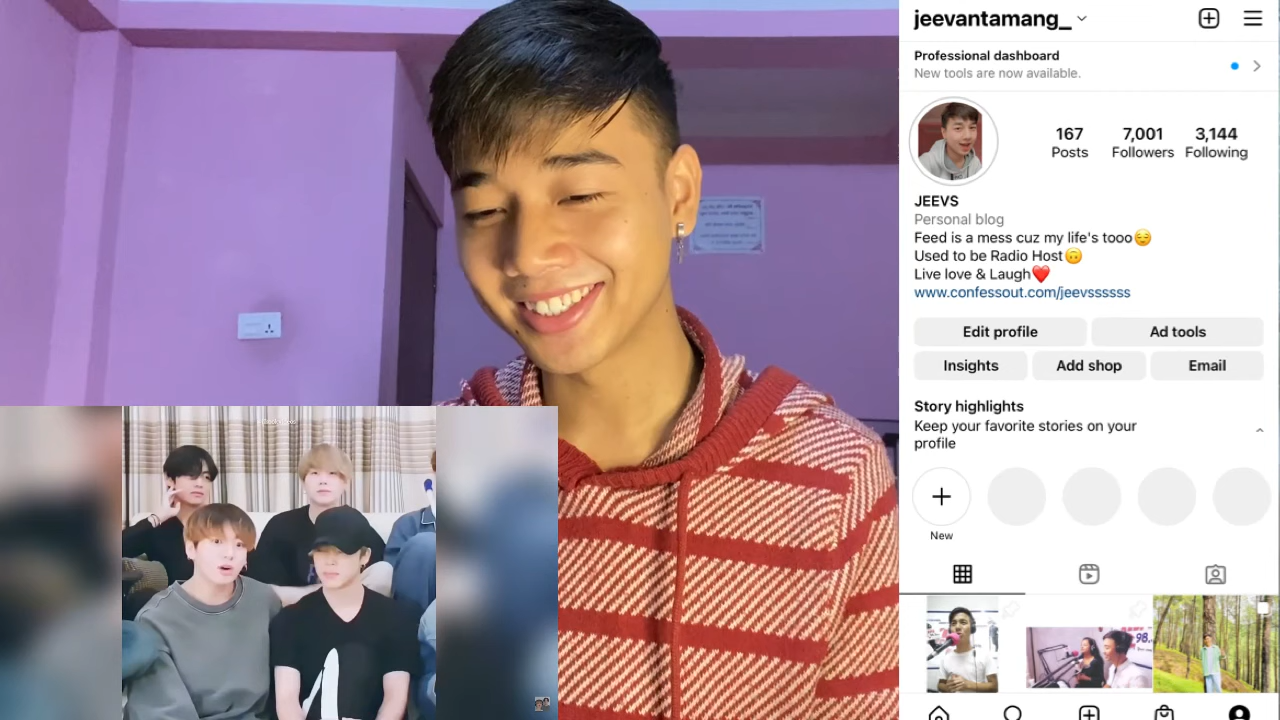 jeevantamang_
Professional dashboard
New tools are now available.
167
Posts
7,001
Followers
3,144
Following
JEEVS
Personal blog
Feed is a mess cuz my life's tooo😌
Used to be Radio Host🙃
Live love & Laugh❤️
www.confessout.com/jeevssssss
Edit profile
Ad tools
Insights
Add shop
Email
Story highlights
Keep your favorite stories on your
profile
New
98.